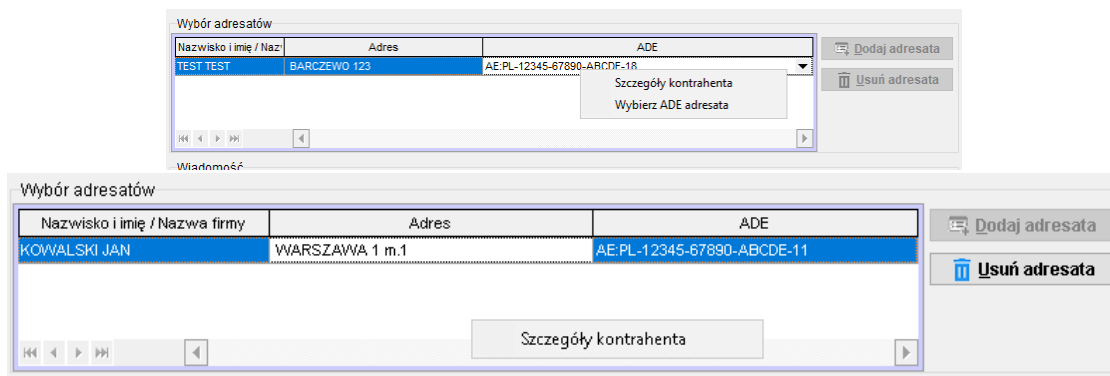 Wybór adresatów
Nazwisko i imię / Naz Adres ADE
TEST TEST BARCZEWO 123 AE:PL-12345-67890-ABCDE-18
Dodaj adresata
Usuń adresata
Szczegóły kontrahenta
Wybierz ADE adresata
Wiadomość
Wybór adresatów
Nazwisko i imię / Nazwa firmy Adres ADE
KOWALSKI JAN WARSZAWA 1 m.1 AE:PL-12345-67890-ABCDE-11
Dodaj adresata
Usuń adresata
Szczegóły kontrahenta